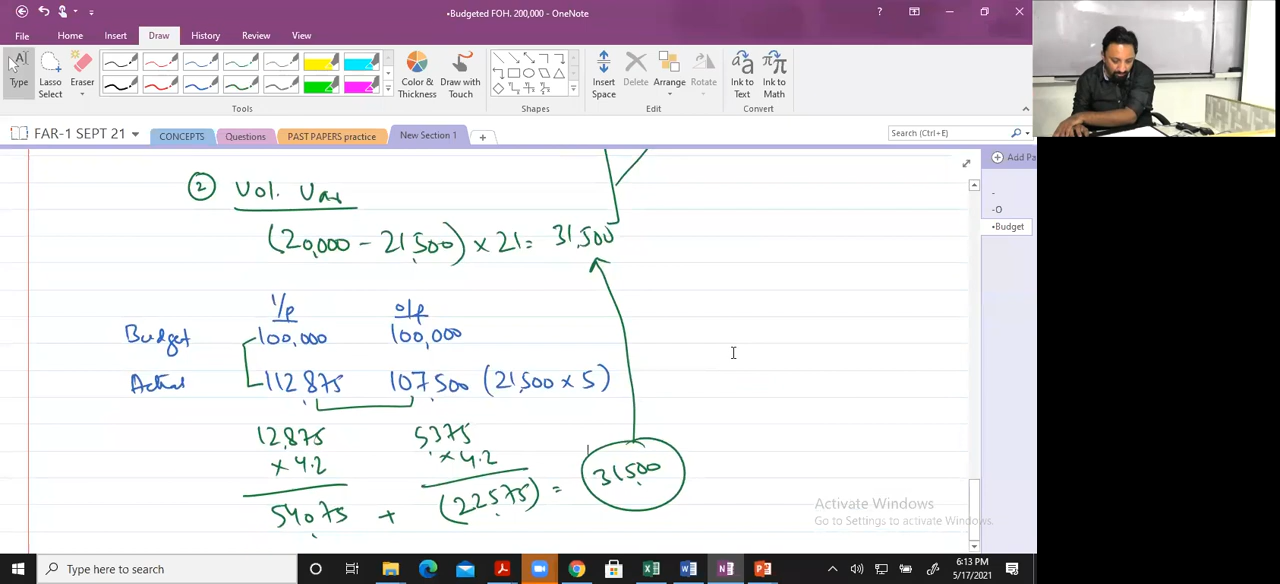 •Budgeted FOH. 200,000 - OneNote
?
File Home Insert Draw History Review View
Type
Lasso Select
Eraser
Color & Thickness
Draw with Touch
Insert Space
Delete
Arrange
Rotate
Ink to Text
Ink to Math
Tools
Shapes
Edit
Convert
FAR-1 SEPT 21
CONCEPTS
Questions
PAST PAPERS practice
New Section 1
Search (Ctrl+E)
Add Pa
-
-O
•Budget
② Vol. Var
(20,000 - 21,500) × 21 = 31,500
I/p O/p
Budget 100,000 100,000
Actual 112,875 107,500 (21,500 × 5)
12,875 5375
× 4.2 × 4.2
54075 + (22575) = 31500
Activate Windows
Go to Settings to activate Windows.
Type here to search
6:13 PM
5/17/2021